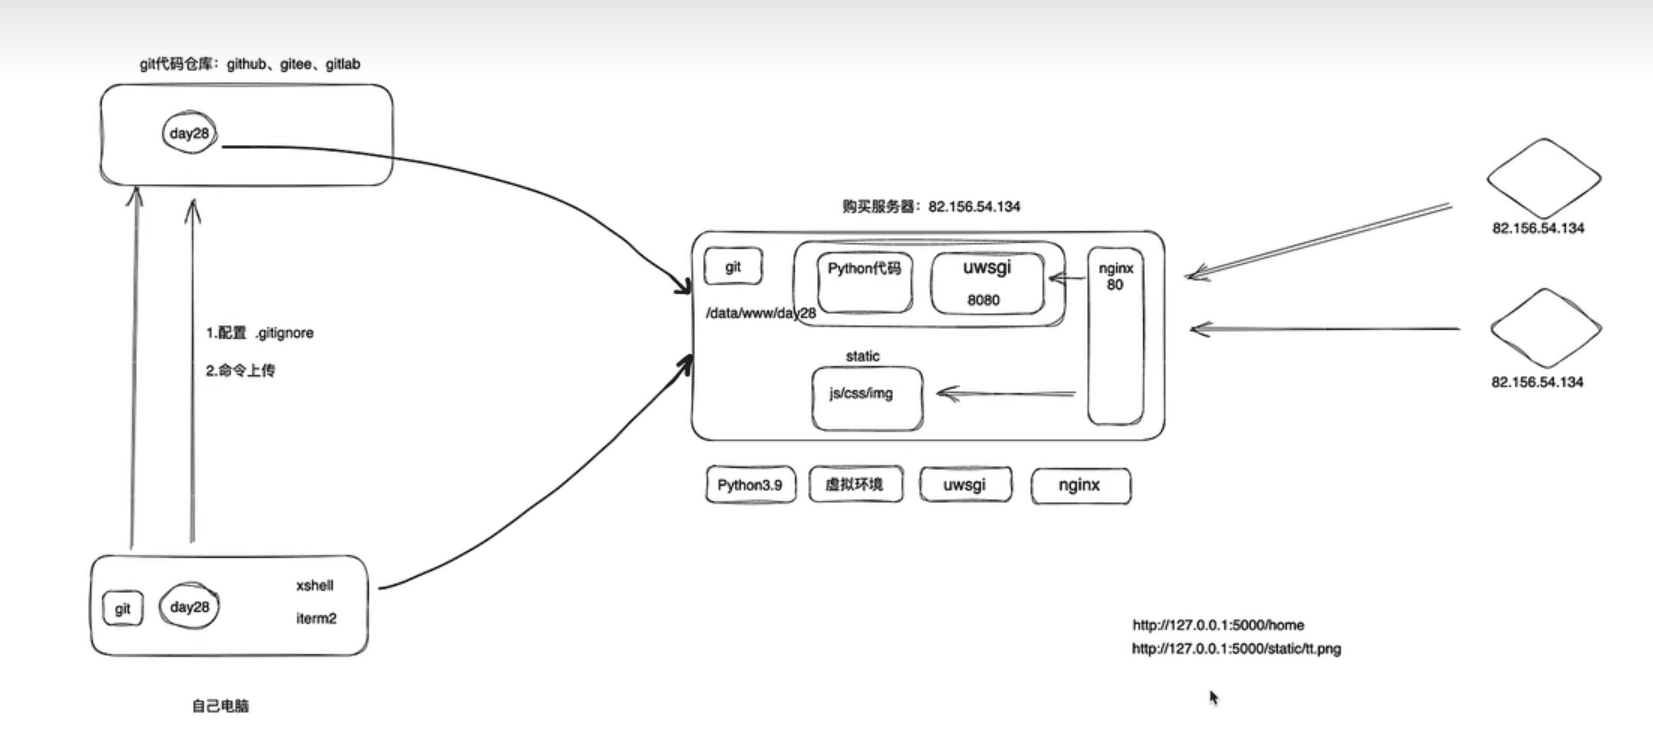 git代码仓库：github、gitee、gitlab
day28
购买服务器：82.156.54.134
82.156.54.134
git
Python代码
uwsgi
8080
nginx
80
/data/www/day28
1.配置 .gitignore
2.命令上传
static
js/css/img
82.156.54.134
Python3.9
虚拟环境
uwsgi
nginx
git
day28
xshell
iterm2
http://127.0.0.1:5000/home
http://127.0.0.1:5000/static/tt.png
自己电脑